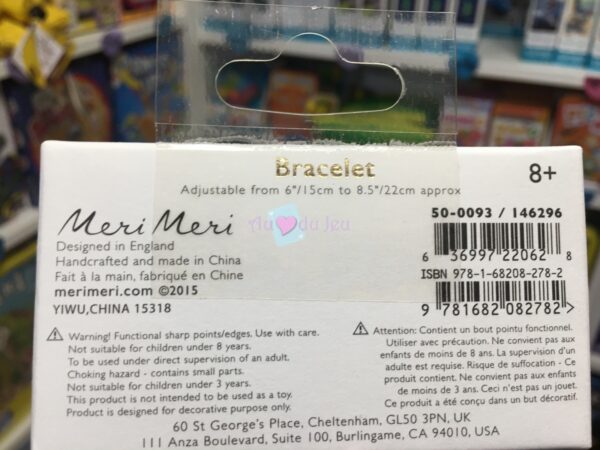 Bracelet
Adjustable from 6"/15cm to 8.5"/22cm approx
8+
Meri Meri
Au du Jeu
50-0093 / 146296
Designed in England
Handcrafted and made in China
Fait à la main, fabriqué en Chine
merimeri.com ©2015
YIWU,CHINA 15318
6 36997 22062 8
ISBN 978-1-68208-278-2
9 781682 082782 >
Warning! Functional sharp points/edges. Use with care.
Not suitable for children under 8 years.
To be used under direct supervision of an adult.
Choking hazard - contains small parts.
Not suitable for children under 3 years.
This product is not intended to be used as a toy.
Product is designed for decorative purpose only.
Attention: Contient un bout pointu fonctionnel.
Utiliser avec précaution. Ne convient pas aux
enfants de moins de 8 ans. La supervision d'un
adulte est requise. Risque de suffocation - Ce
produit contient. Ne convient pas aux enfants
de moins de 3 ans. Ceci n'est pas un jouet.
Ce produit a été conçu dans un but décoratif.
60 St George's Place, Cheltenham, GL50 3PN, UK
111 Anza Boulevard, Suite 100, Burlingame, CA 94010, USA